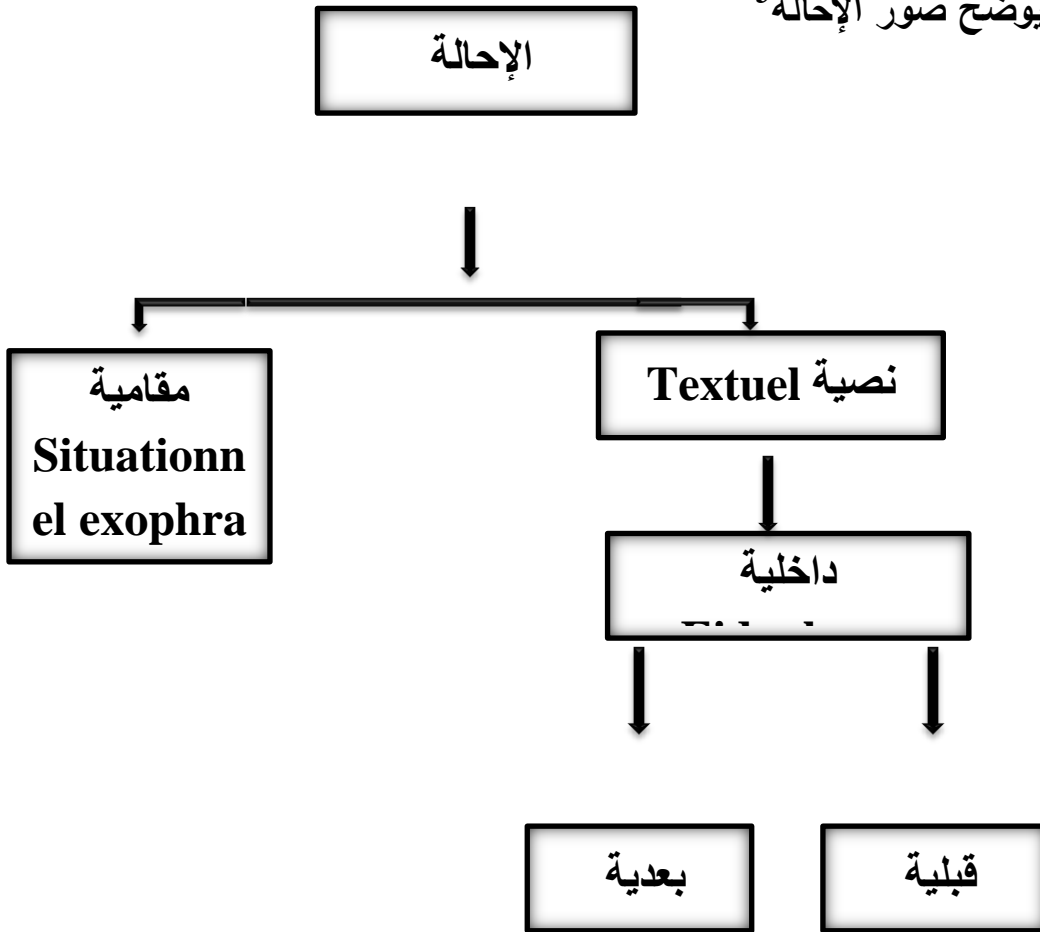 يوضح صور الإحالة
الإحالة
نصية Textuel
مقامية
Situationn
el exophra
داخلية
قبلية
بعدية